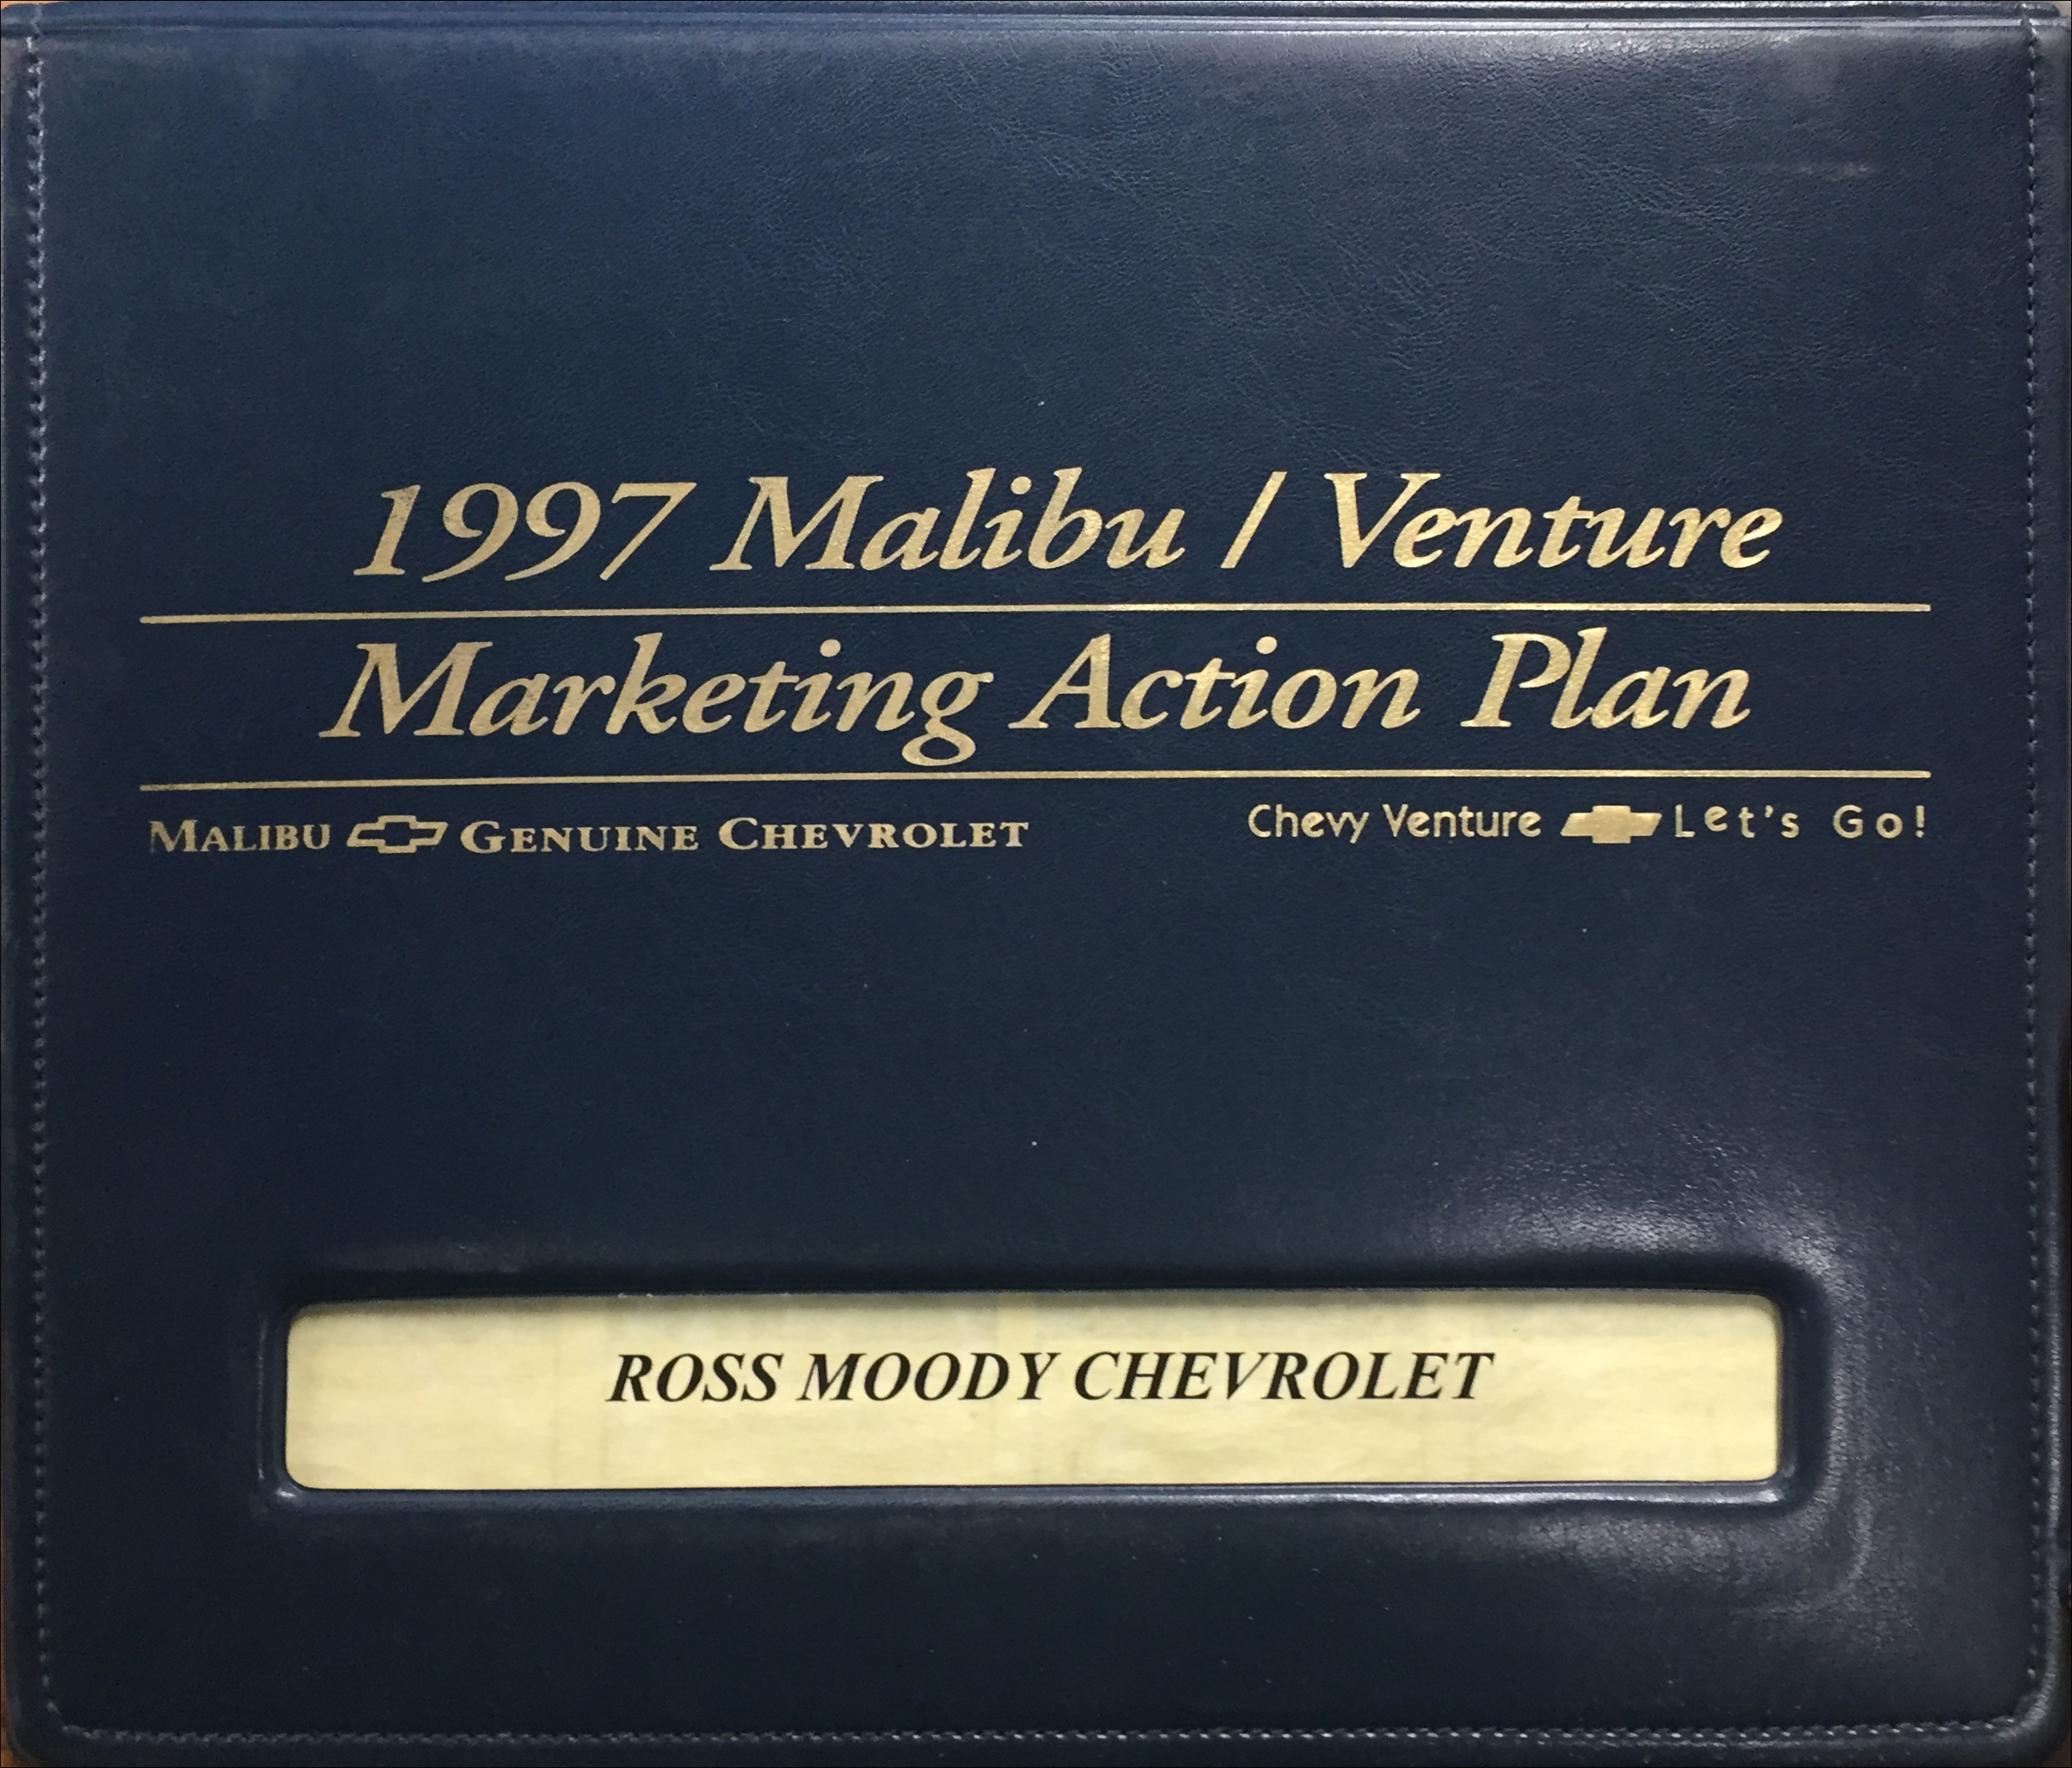 1997 Malibu / Venture
Marketing Action Plan
MALIBU GENUINE CHEVROLET
Chevy Venture Let's Go!
ROSS MOODY CHEVROLET